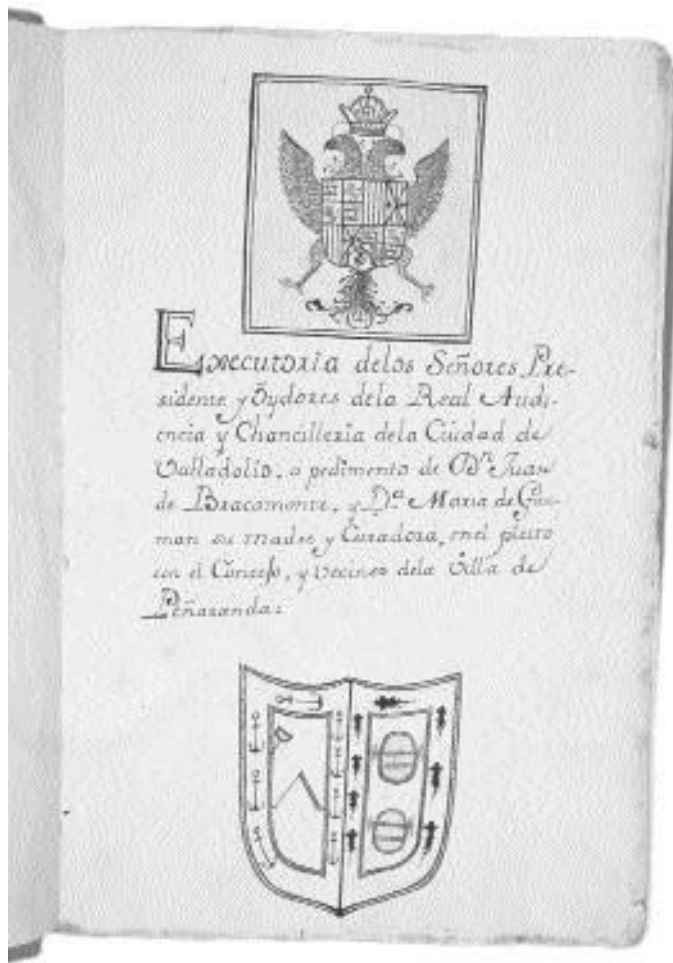 Executoria delos Señores Pre-
sidente y Oydores dela Real Audi-
encia y Chancilleria dela Ciudad de
Valladolid, a pedimento de Dn Juan
de Bracamonte, y Da Maria de Guz-
man su madre y Curadora, enel pleito
con el Concejo, y vecinos dela Villa de
Peñaranda: